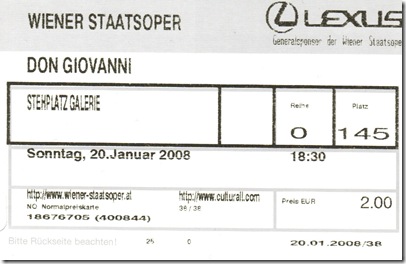 WIENER STAATSOPER
LEXUS
Generalsponsor der Wiener Staatsoper
DON GIOVANNI
STEHPLATZ GALERIE
Reihe
Platz
0
145
Sonntag, 20.Januar 2008
18:30
http://www.wiener-staatsoper.at
http://www.culturall.com
Preis EUR
2.00
NO Normalpreiskarte
38 / 38
18676705 (400844)
Bitte Rückseite beachten!
25
0
20.01.2008/38